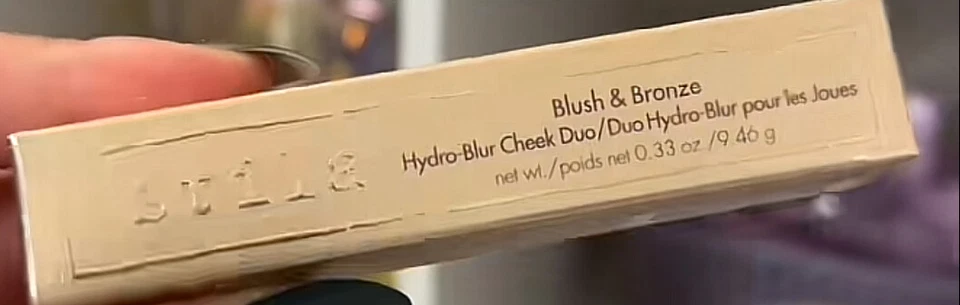 stila
Blush & Bronze
Hydro-Blur Cheek Duo/Duo Hydro-Blur pour les Joues
net wt./poids net 0.33 oz /9.46 g